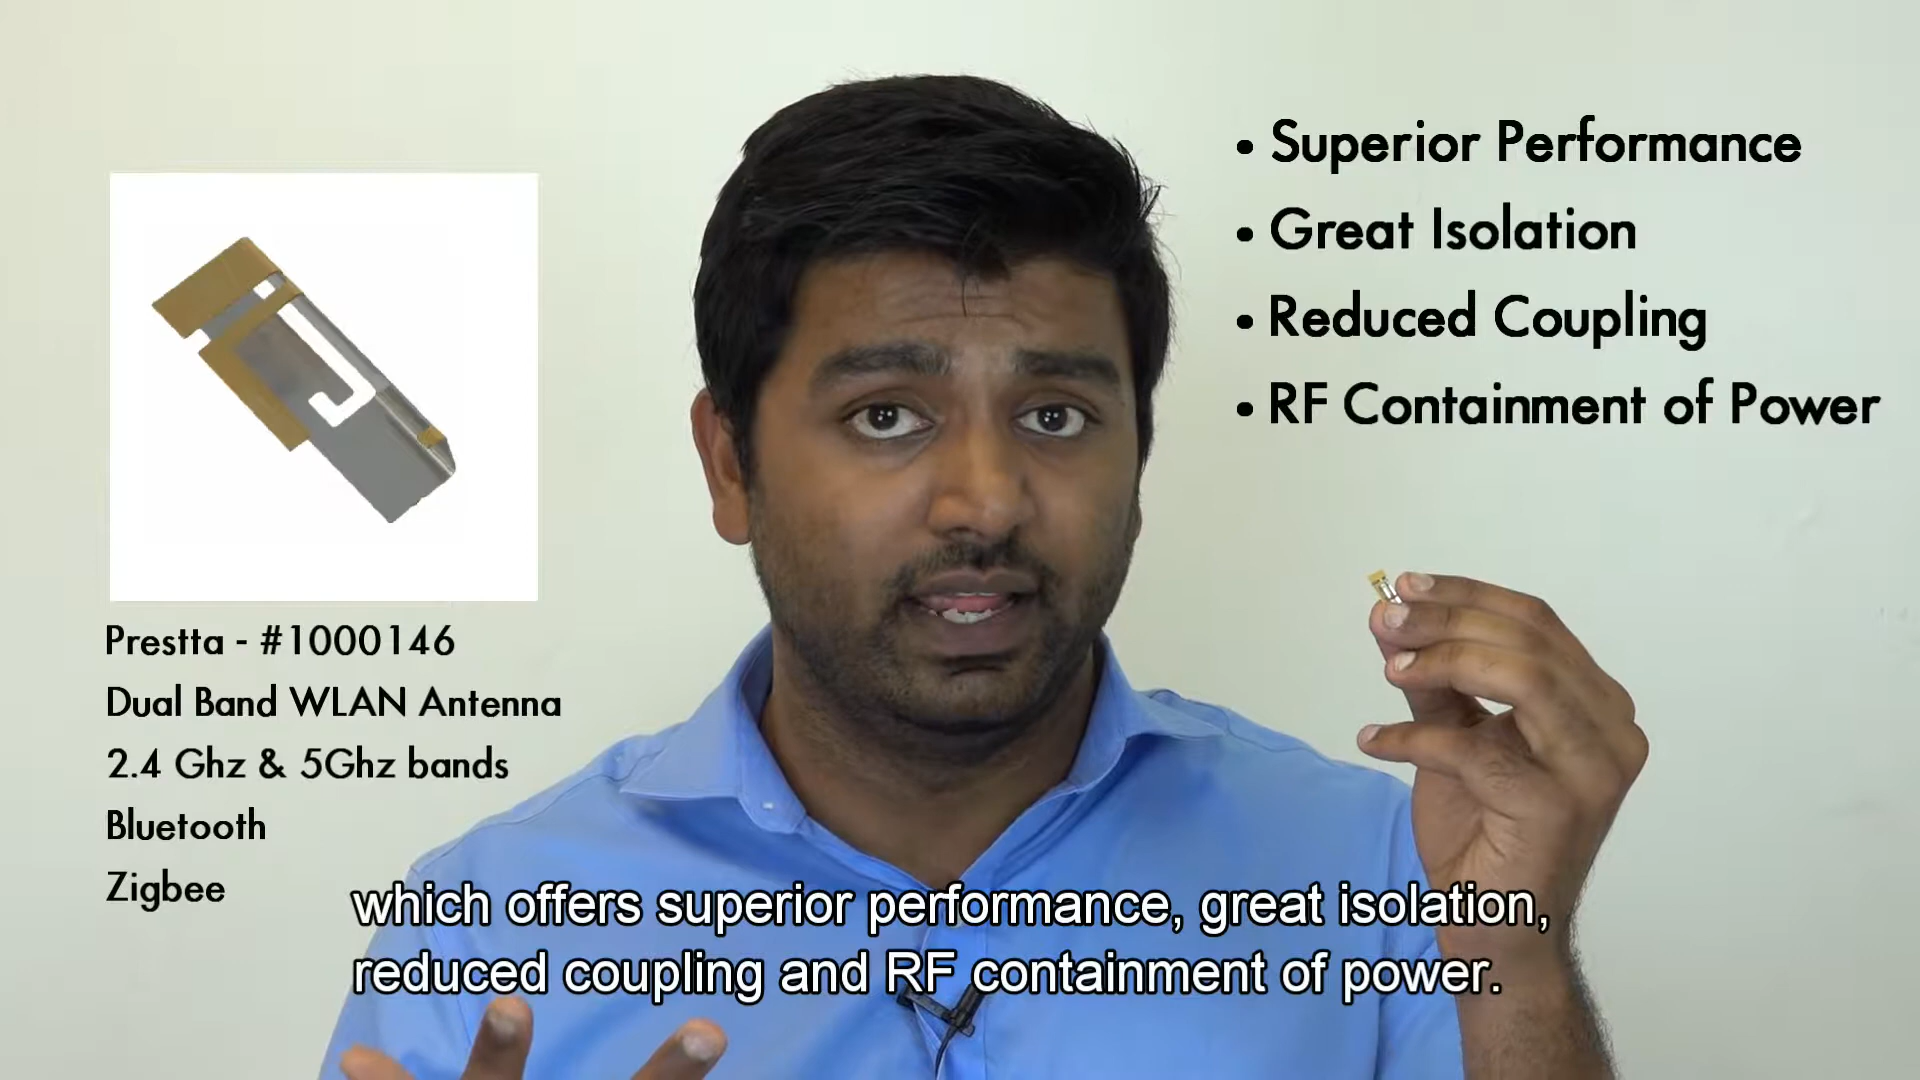 • Superior Performance
• Great Isolation
• Reduced Coupling
• RF Containment of Power
Prestta - #1000146
Dual Band WLAN Antenna
2.4 Ghz & 5Ghz bands
Bluetooth
Zigbee
which offers superior performance, great isolation,
reduced coupling and RF containment of power.